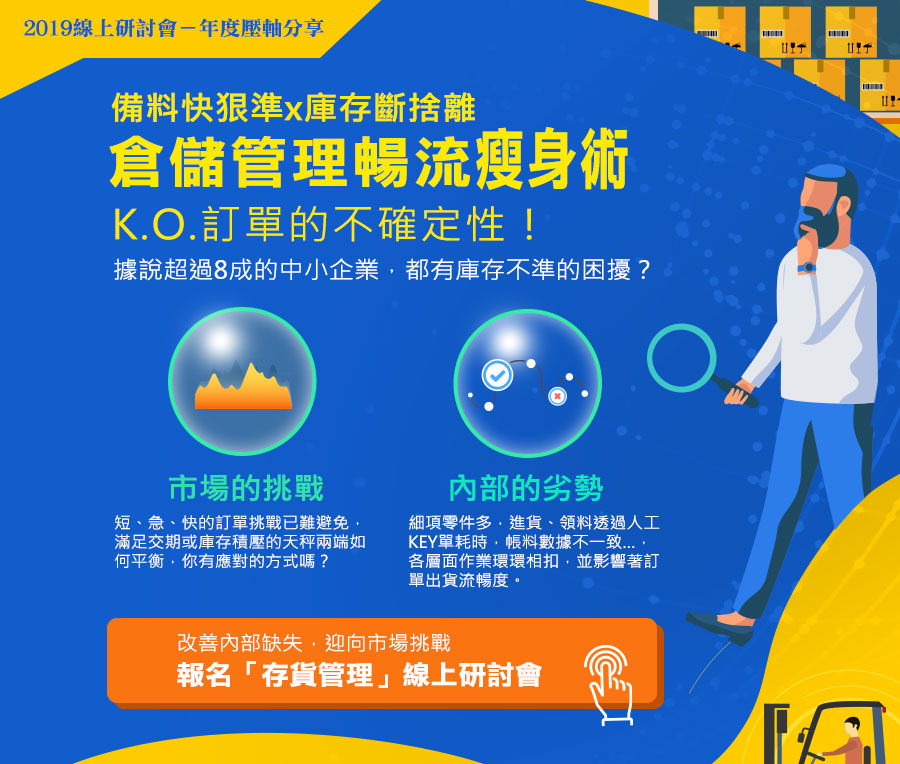 2019線上研討會－年度壓軸分享
備料快狠準x庫存斷捨離
倉儲管理暢流瘦身術
K.O.訂單的不確定性！
據說超過8成的中小企業，都有庫存不準的困擾？
市場的挑戰
短、急、快的訂單挑戰已難避免，
滿足交期或庫存積壓的天秤兩端如
何平衡，你有應對的方式嗎？
內部的劣勢
細項零件多，進貨、領料透過人工
KEY單耗時，帳料數據不一致...，
各層面作業環環相扣，並影響著訂
單出貨流暢度。
改善內部缺失，迎向市場挑戰
報名「存貨管理」線上研討會